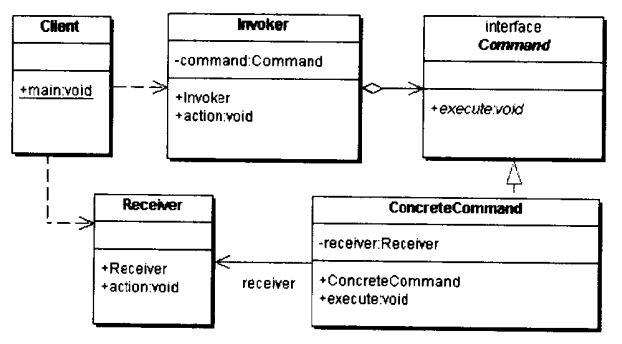 Client
+main:void
Invoker
-command:Command
+Invoker
+action:void
interface
Command
+execute:void
Receiver
+Receiver
+action:void
receiver
ConcreteCommand
-receiver:Receiver
+ConcreteCommand
+execute:void